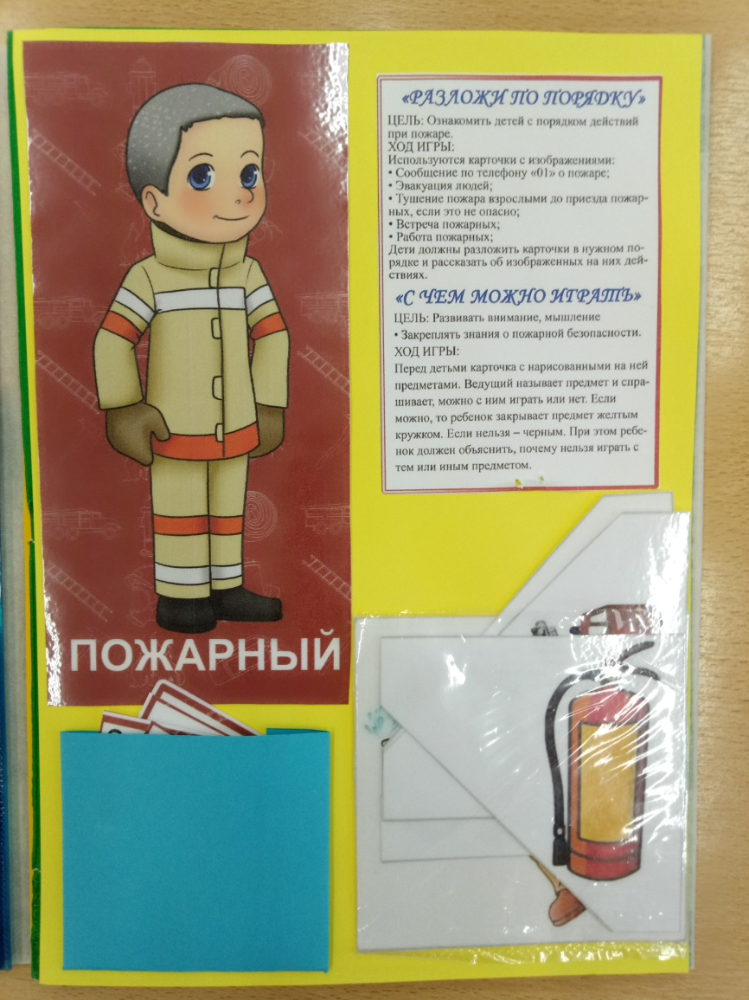 «РАЗЛОЖИ ПО ПОРЯДКУ»
ЦЕЛЬ: Ознакомить детей с порядком действий
при пожаре.
ХОД ИГРЫ:
Используются карточки с изображениями:
• Сообщение по телефону «01» о пожаре;
• Эвакуация людей;
• Тушение пожара взрослыми до приезда пожар-
ных, если это не опасно;
• Встреча пожарных;
• Работа пожарных;
Дети должны разложить карточки в нужном по-
рядке и рассказать об изображенных на них дей-
ствиях.
«С ЧЕМ МОЖНО ИГРАТЬ»
ЦЕЛЬ: Развивать внимание, мышление
• Закреплять знания о пожарной безопасности.
ХОД ИГРЫ:
Перед детьми карточка с нарисованными на ней
предметами. Ведущий называет предмет и спра-
шивает, можно с ним играть или нет. Если
можно, то ребенок закрывает предмет желтым
кружком. Если нельзя – черным. При этом ребе-
нок должен объяснить, почему нельзя играть с
тем или иным предметом.
ПОЖАРНЫЙ